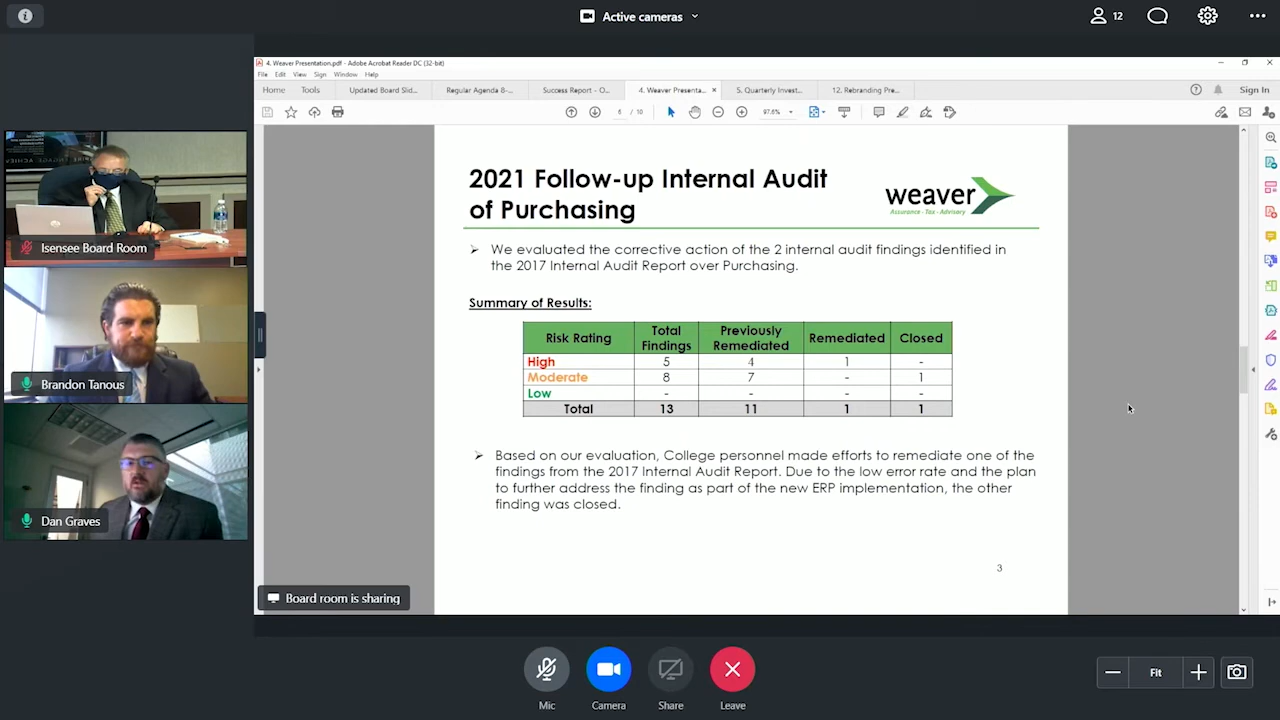 Active cameras
12
4. Weaver Presentation.pdf - Adobe Acrobat Reader DC (32-bit)
File Edit View Sign Window Help
Home Tools Updated Board Slid... Regular Agenda 8-... Success Report - O... 4. Weaver Presenta... × 5. Quarterly Invest... 12. Rebranding Pre... Sign In
6 / 10 97.6%
2021 Follow-up Internal Audit
of Purchasing
weaver
Assurance • Tax • Advisory
We evaluated the corrective action of the 2 internal audit findings identified in
the 2017 Internal Audit Report over Purchasing.
Summary of Results:
Risk Rating Total Findings Previously Remediated Remediated Closed
High 5 4 1 -
Moderate 8 7 - 1
Low - - - -
Total 13 11 1 1
Based on our evaluation, College personnel made efforts to remediate one of the
findings from the 2017 Internal Audit Report. Due to the low error rate and the plan
to further address the finding as part of the new ERP implementation, the other
finding was closed.
3
Isensee Board Room
Brandon Tanous
Dan Graves
Board room is sharing
Mic Camera Share Leave
Fit